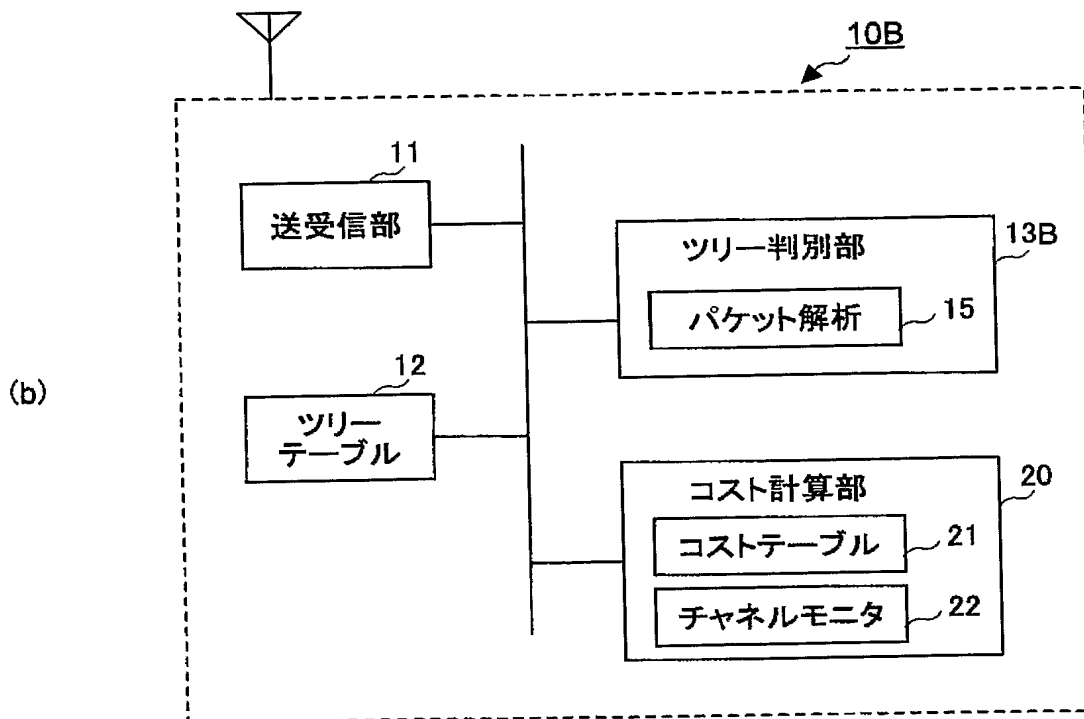 10B
11
送受信部
ツリー判別部
13B
パケット解析
15
(b)
12
ツリー
テーブル
コスト計算部
20
コストテーブル
21
チャネルモニタ
22